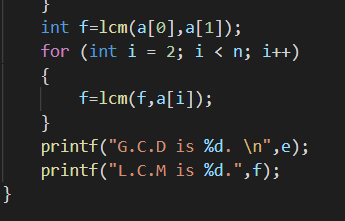 }
int f=lcm(a[0],a[1]);
for (int i = 2; i < n; i++)
{
f=lcm(f,a[i]);
}
printf("G.C.D is %d. \n",e);
printf("L.C.M is %d.",f);
}